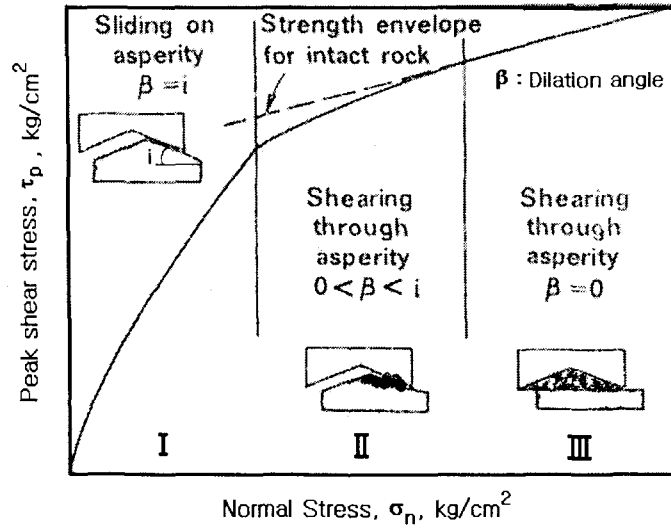 Sliding on
asperity
β = i
i
Strength envelope
for intact rock
β : Dilation angle
Shearing
through
asperity
0 < β < i
Shearing
through
asperity
β = 0
I
II
III
Peak shear stress, τp, kg/cm²
Normal Stress, σn, kg/cm²